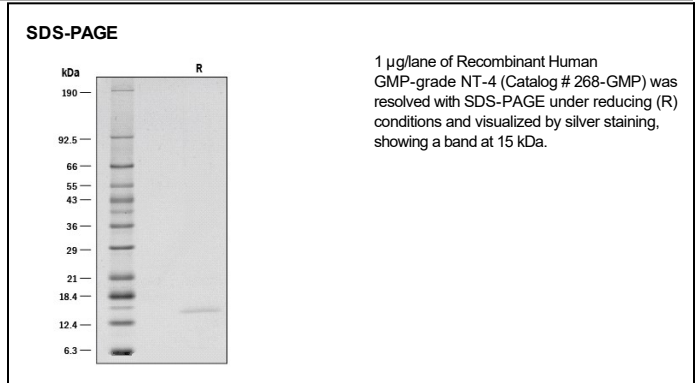 SDS-PAGE
kDa
R
190
92.5
66
55
43
36
29
21
18.4
12.4
6.3
1 µg/lane of Recombinant Human
GMP-grade NT-4 (Catalog # 268-GMP) was
resolved with SDS-PAGE under reducing (R)
conditions and visualized by silver staining,
showing a band at 15 kDa.